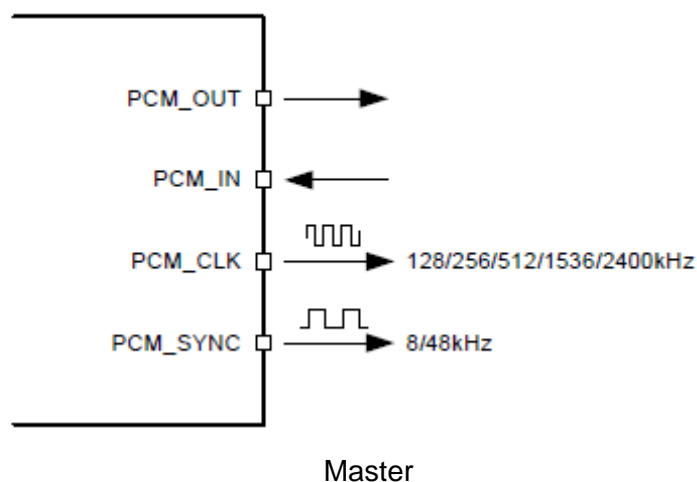 PCM_OUT
PCM_IN
PCM_CLK 128/256/512/1536/2400kHz
PCM_SYNC 8/48kHz
Master